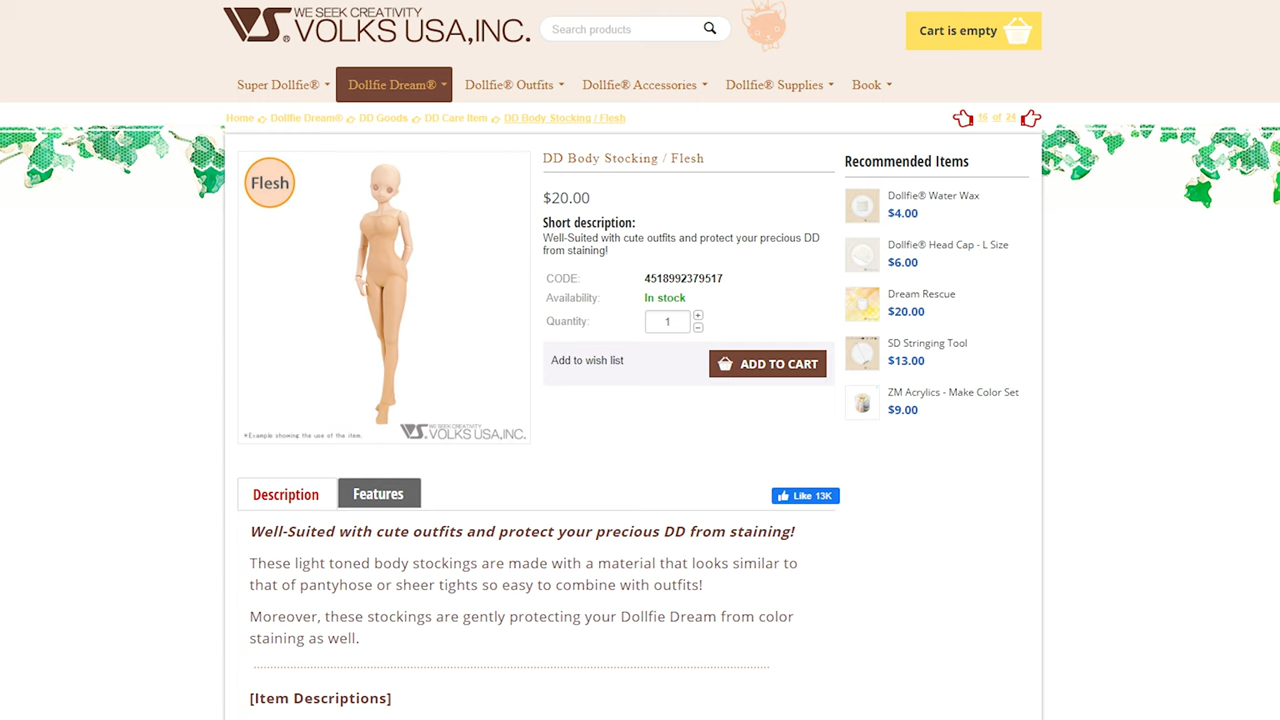 WE SEEK CREATIVITY
VOLKS USA,INC.
Search products
Cart is empty
Super Dollfie® Dollfie Dream® Dollfie® Outfits Dollfie® Accessories Dollfie® Supplies Book
Home Dollfie Dream® DD Goods DD Care Item DD Body Stocking / Flesh
16 of 24
Flesh
*Example showing the use of the item.
WE SEEK CREATIVITY
VOLKS USA,INC.
DD Body Stocking / Flesh
$20.00
Short description:
Well-Suited with cute outfits and protect your precious DD
from staining!
CODE: 4518992379517
Availability: In stock
Quantity: 1
Add to wish list
ADD TO CART
Recommended Items
Dollfie® Water Wax
$4.00
Dollfie® Head Cap - L Size
$6.00
Dream Rescue
$20.00
SD Stringing Tool
$13.00
ZM Acrylics - Make Color Set
$9.00
Description
Features
Like 13K
Well-Suited with cute outfits and protect your precious DD from staining!
These light toned body stockings are made with a material that looks similar to
that of pantyhose or sheer tights so easy to combine with outfits!
Moreover, these stockings are gently protecting your Dollfie Dream from color
staining as well.
[Item Descriptions]